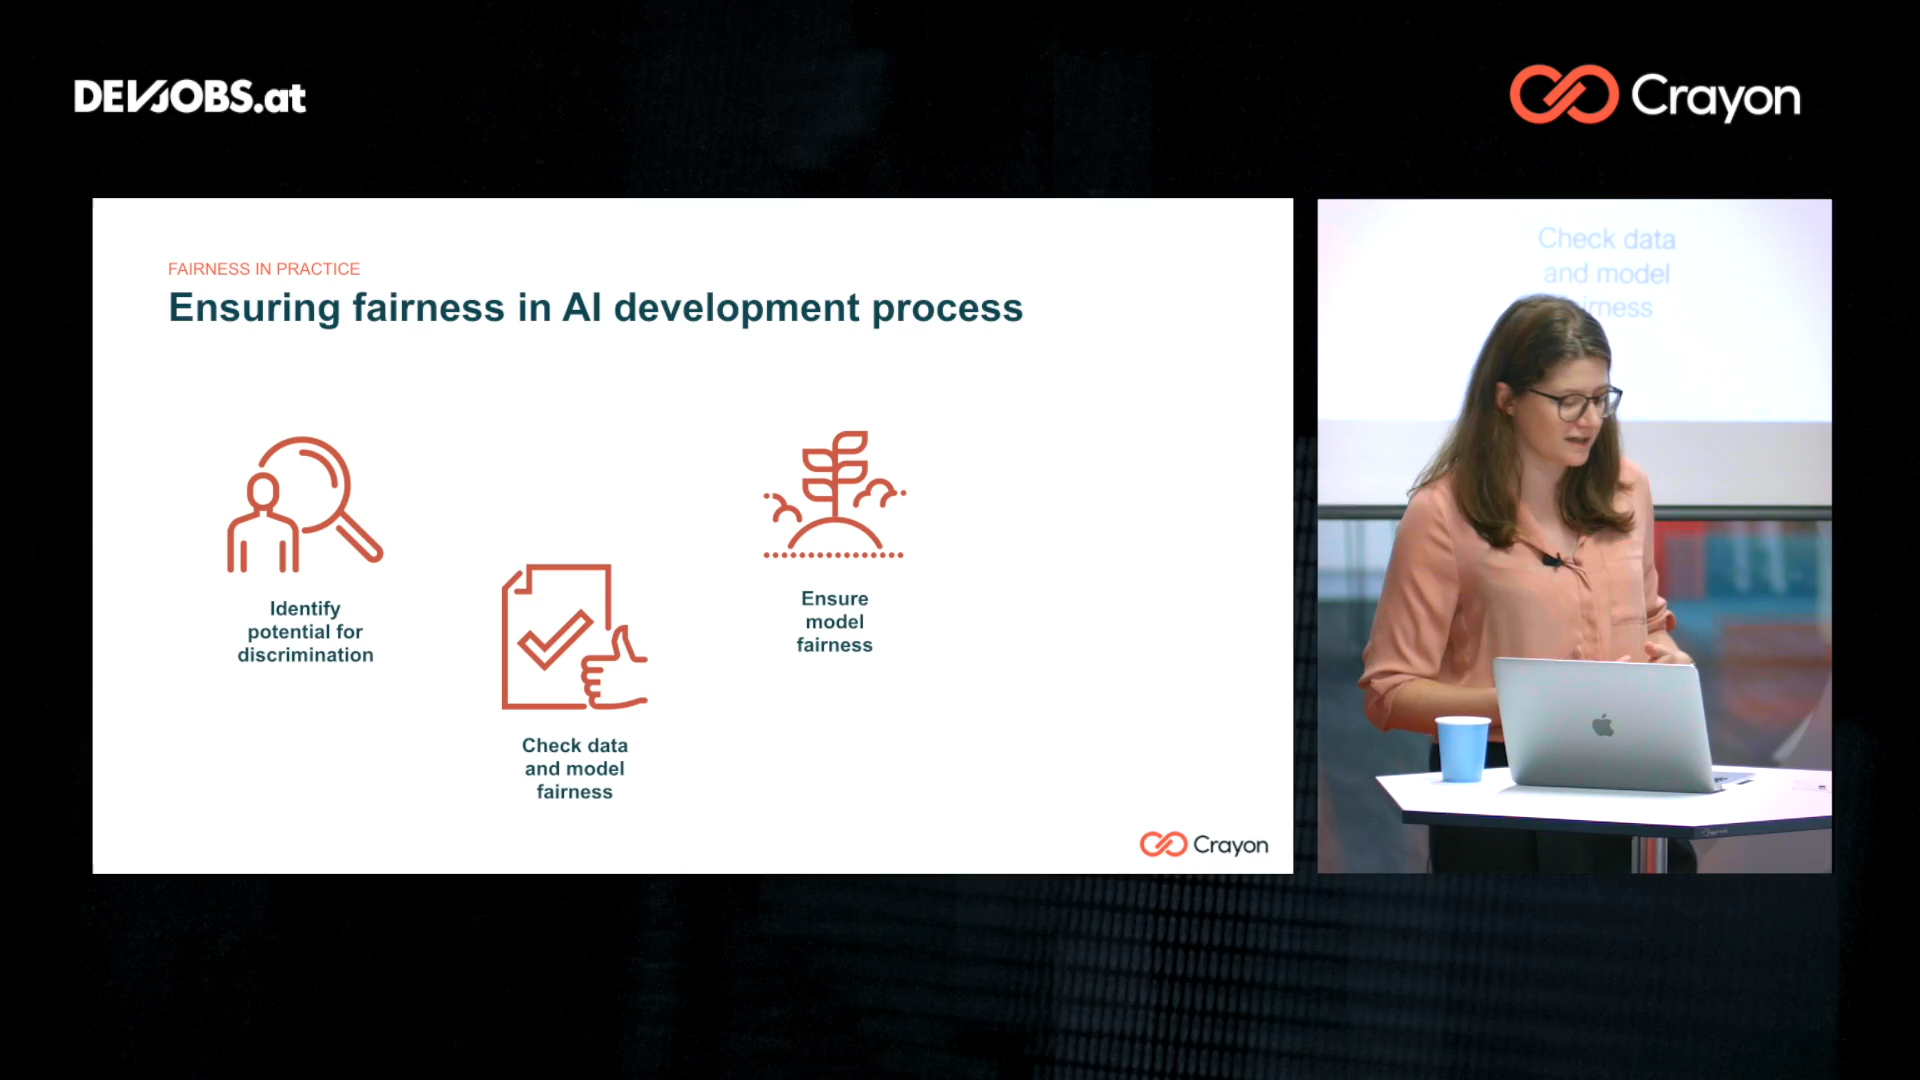 DEVJOBS.at
Crayon
FAIRNESS IN PRACTICE
Ensuring fairness in AI development process
Identify
potential for
discrimination
Check data
and model
fairness
Ensure
model
fairness
Crayon
Check data
and model
fairness